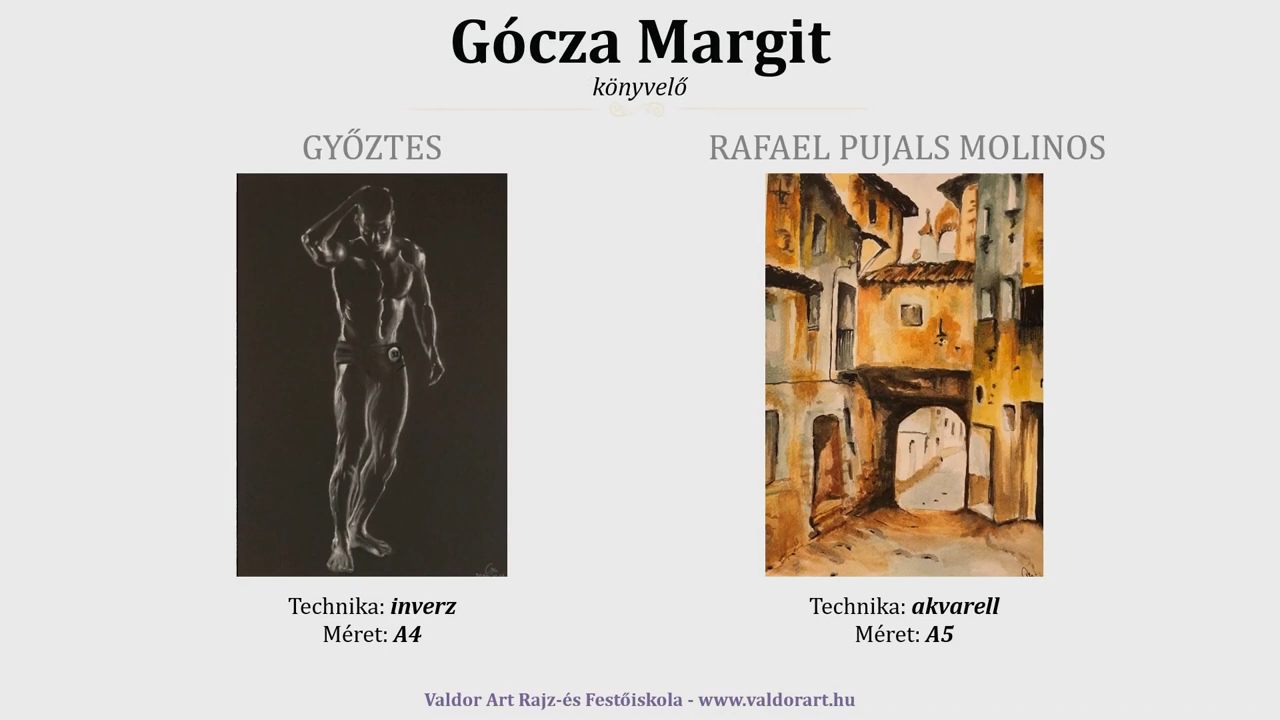 Gócza Margit
könyvelő
GYŐZTES
RAFAEL PUJALS MOLINOS
Technika: inverz
Méret: A4
Technika: akvarell
Méret: A5
Valdor Art Rajz-és Festőiskola - www.valdorart.hu